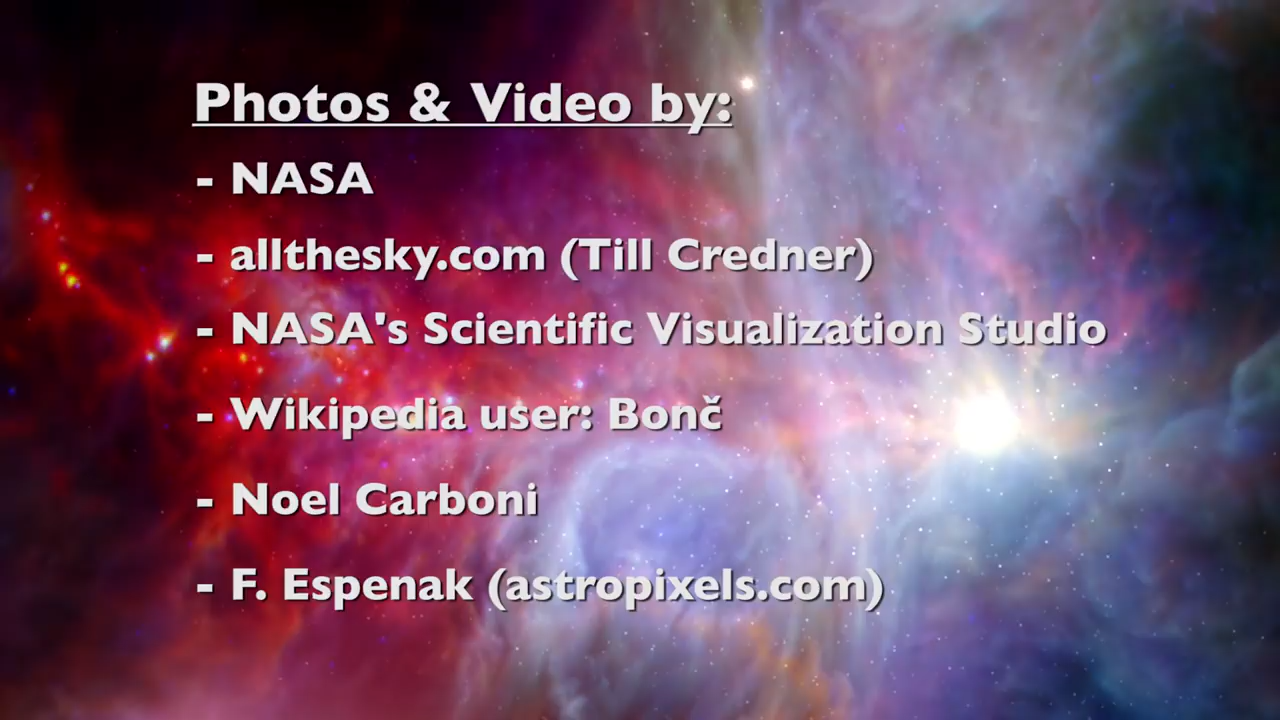 Photos & Video by:
- NASA
- allthesky.com (Till Credner)
- NASA's Scientific Visualization Studio
- Wikipedia user: Bonč
- Noel Carboni
- F. Espenak (astropixels.com)